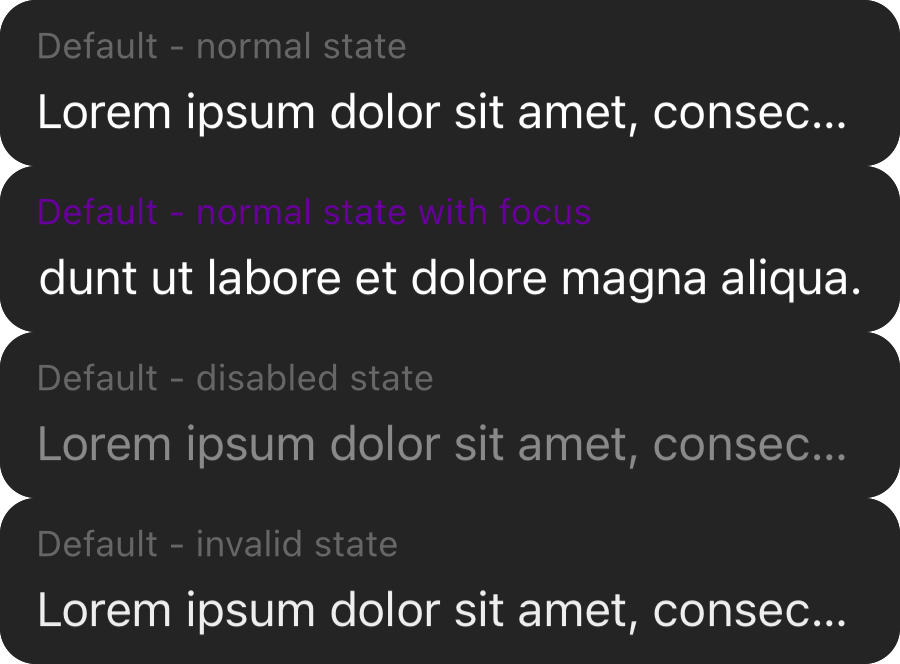 Default - normal state
Lorem ipsum dolor sit amet, consec...
Default - normal state with focus
dunt ut labore et dolore magna aliqua.
Default - disabled state
Lorem ipsum dolor sit amet, consec...
Default - invalid state
Lorem ipsum dolor sit amet, consec...